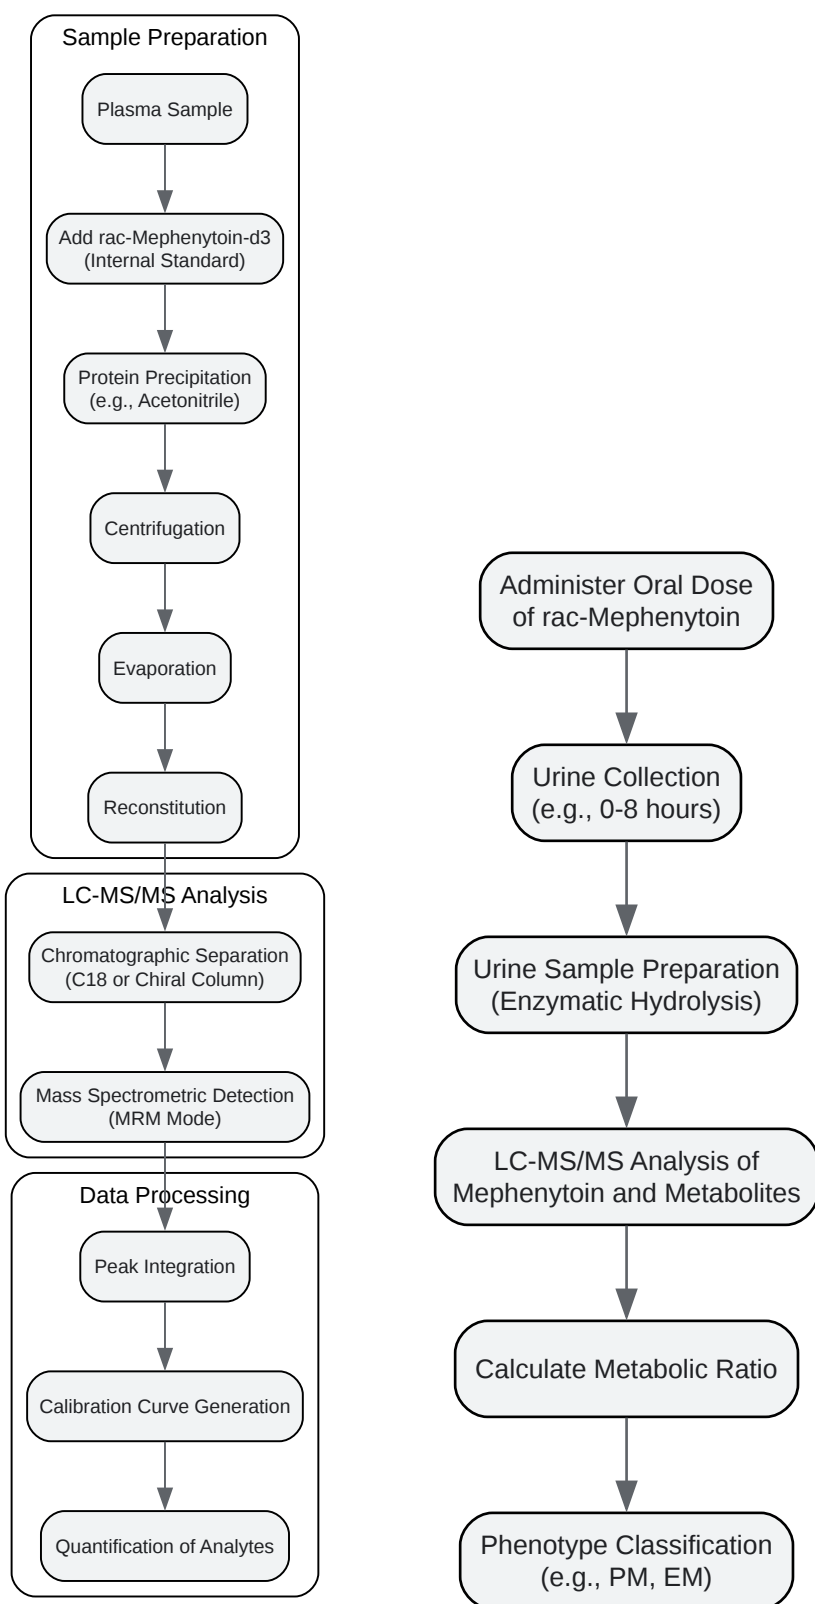 Sample Preparation
Plasma Sample
Add rac-Mephenytoin-d3
(Internal Standard)
Protein Precipitation
(e.g., Acetonitrile)
Centrifugation
Evaporation
Reconstitution
LC-MS/MS Analysis
Chromatographic Separation
(C18 or Chiral Column)
Mass Spectrometric Detection
(MRM Mode)
Data Processing
Peak Integration
Calibration Curve Generation
Quantification of Analytes
Administer Oral Dose
of rac-Mephenytoin
Urine Collection
(e.g., 0-8 hours)
Urine Sample Preparation
(Enzymatic Hydrolysis)
LC-MS/MS Analysis of
Mephenytoin and Metabolites
Calculate Metabolic Ratio
Phenotype Classification
(e.g., PM, EM)